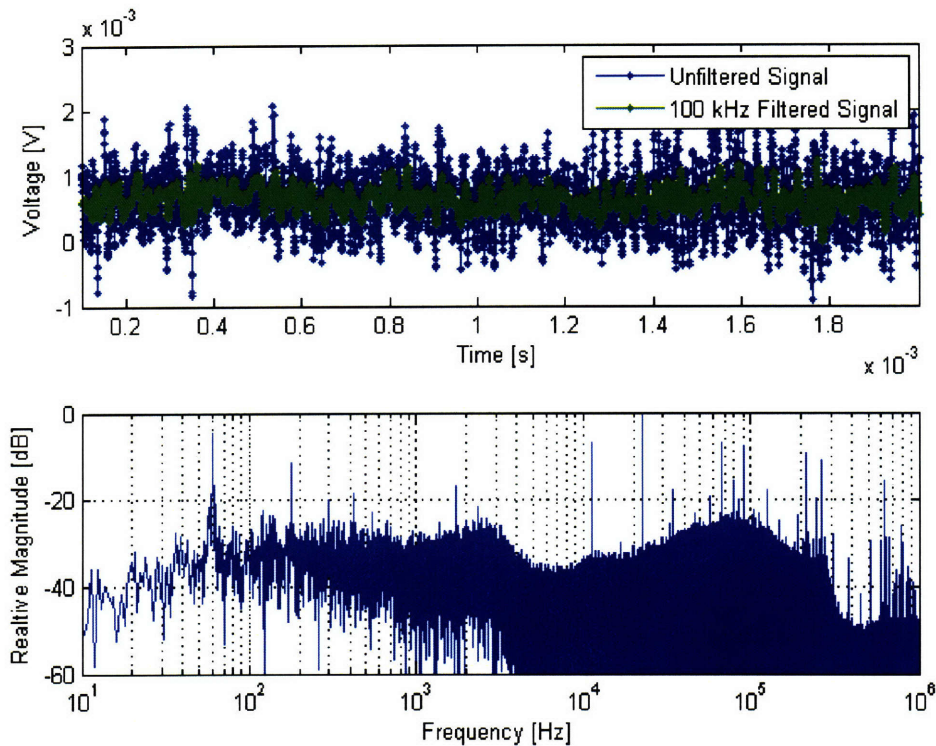 x 10-3
3
2
1
0
-1
Voltage [V]
Unfiltered Signal
100 kHz Filtered Signal
0.2 0.4 0.6 0.8 1 1.2 1.4 1.6 1.8
Time [s]
x 10-3
0
-20
-40
-60
Realtive Magnitude [dB]
10^1 10^2 10^3 10^4 10^5 10^6
Frequency [Hz]